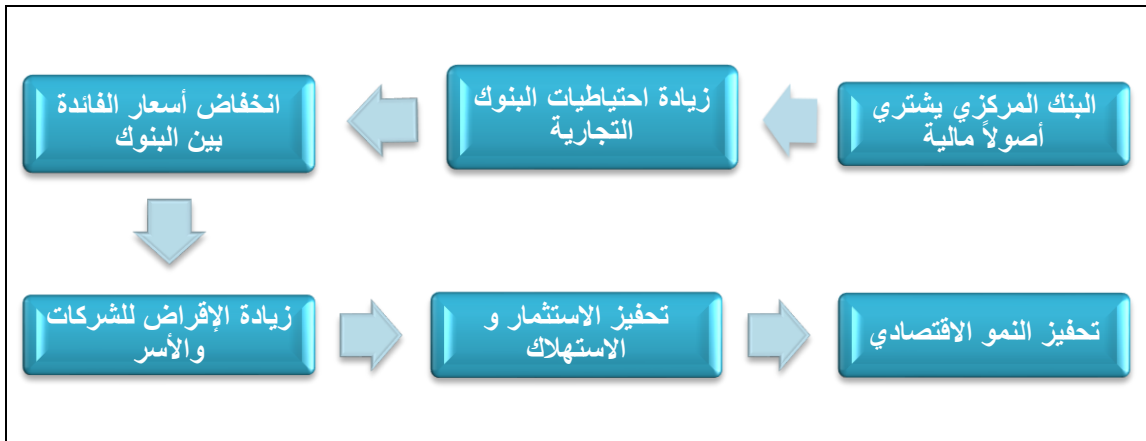 البنك المركزي يشتري
أصولاً مالية
زيادة احتياطيات البنوك
التجارية
انخفاض أسعار الفائدة
بين البنوك
زيادة الإقراض للشركات
والأسر
تحفيز الاستثمار و
الاستهلاك
تحفيز النمو الاقتصادي